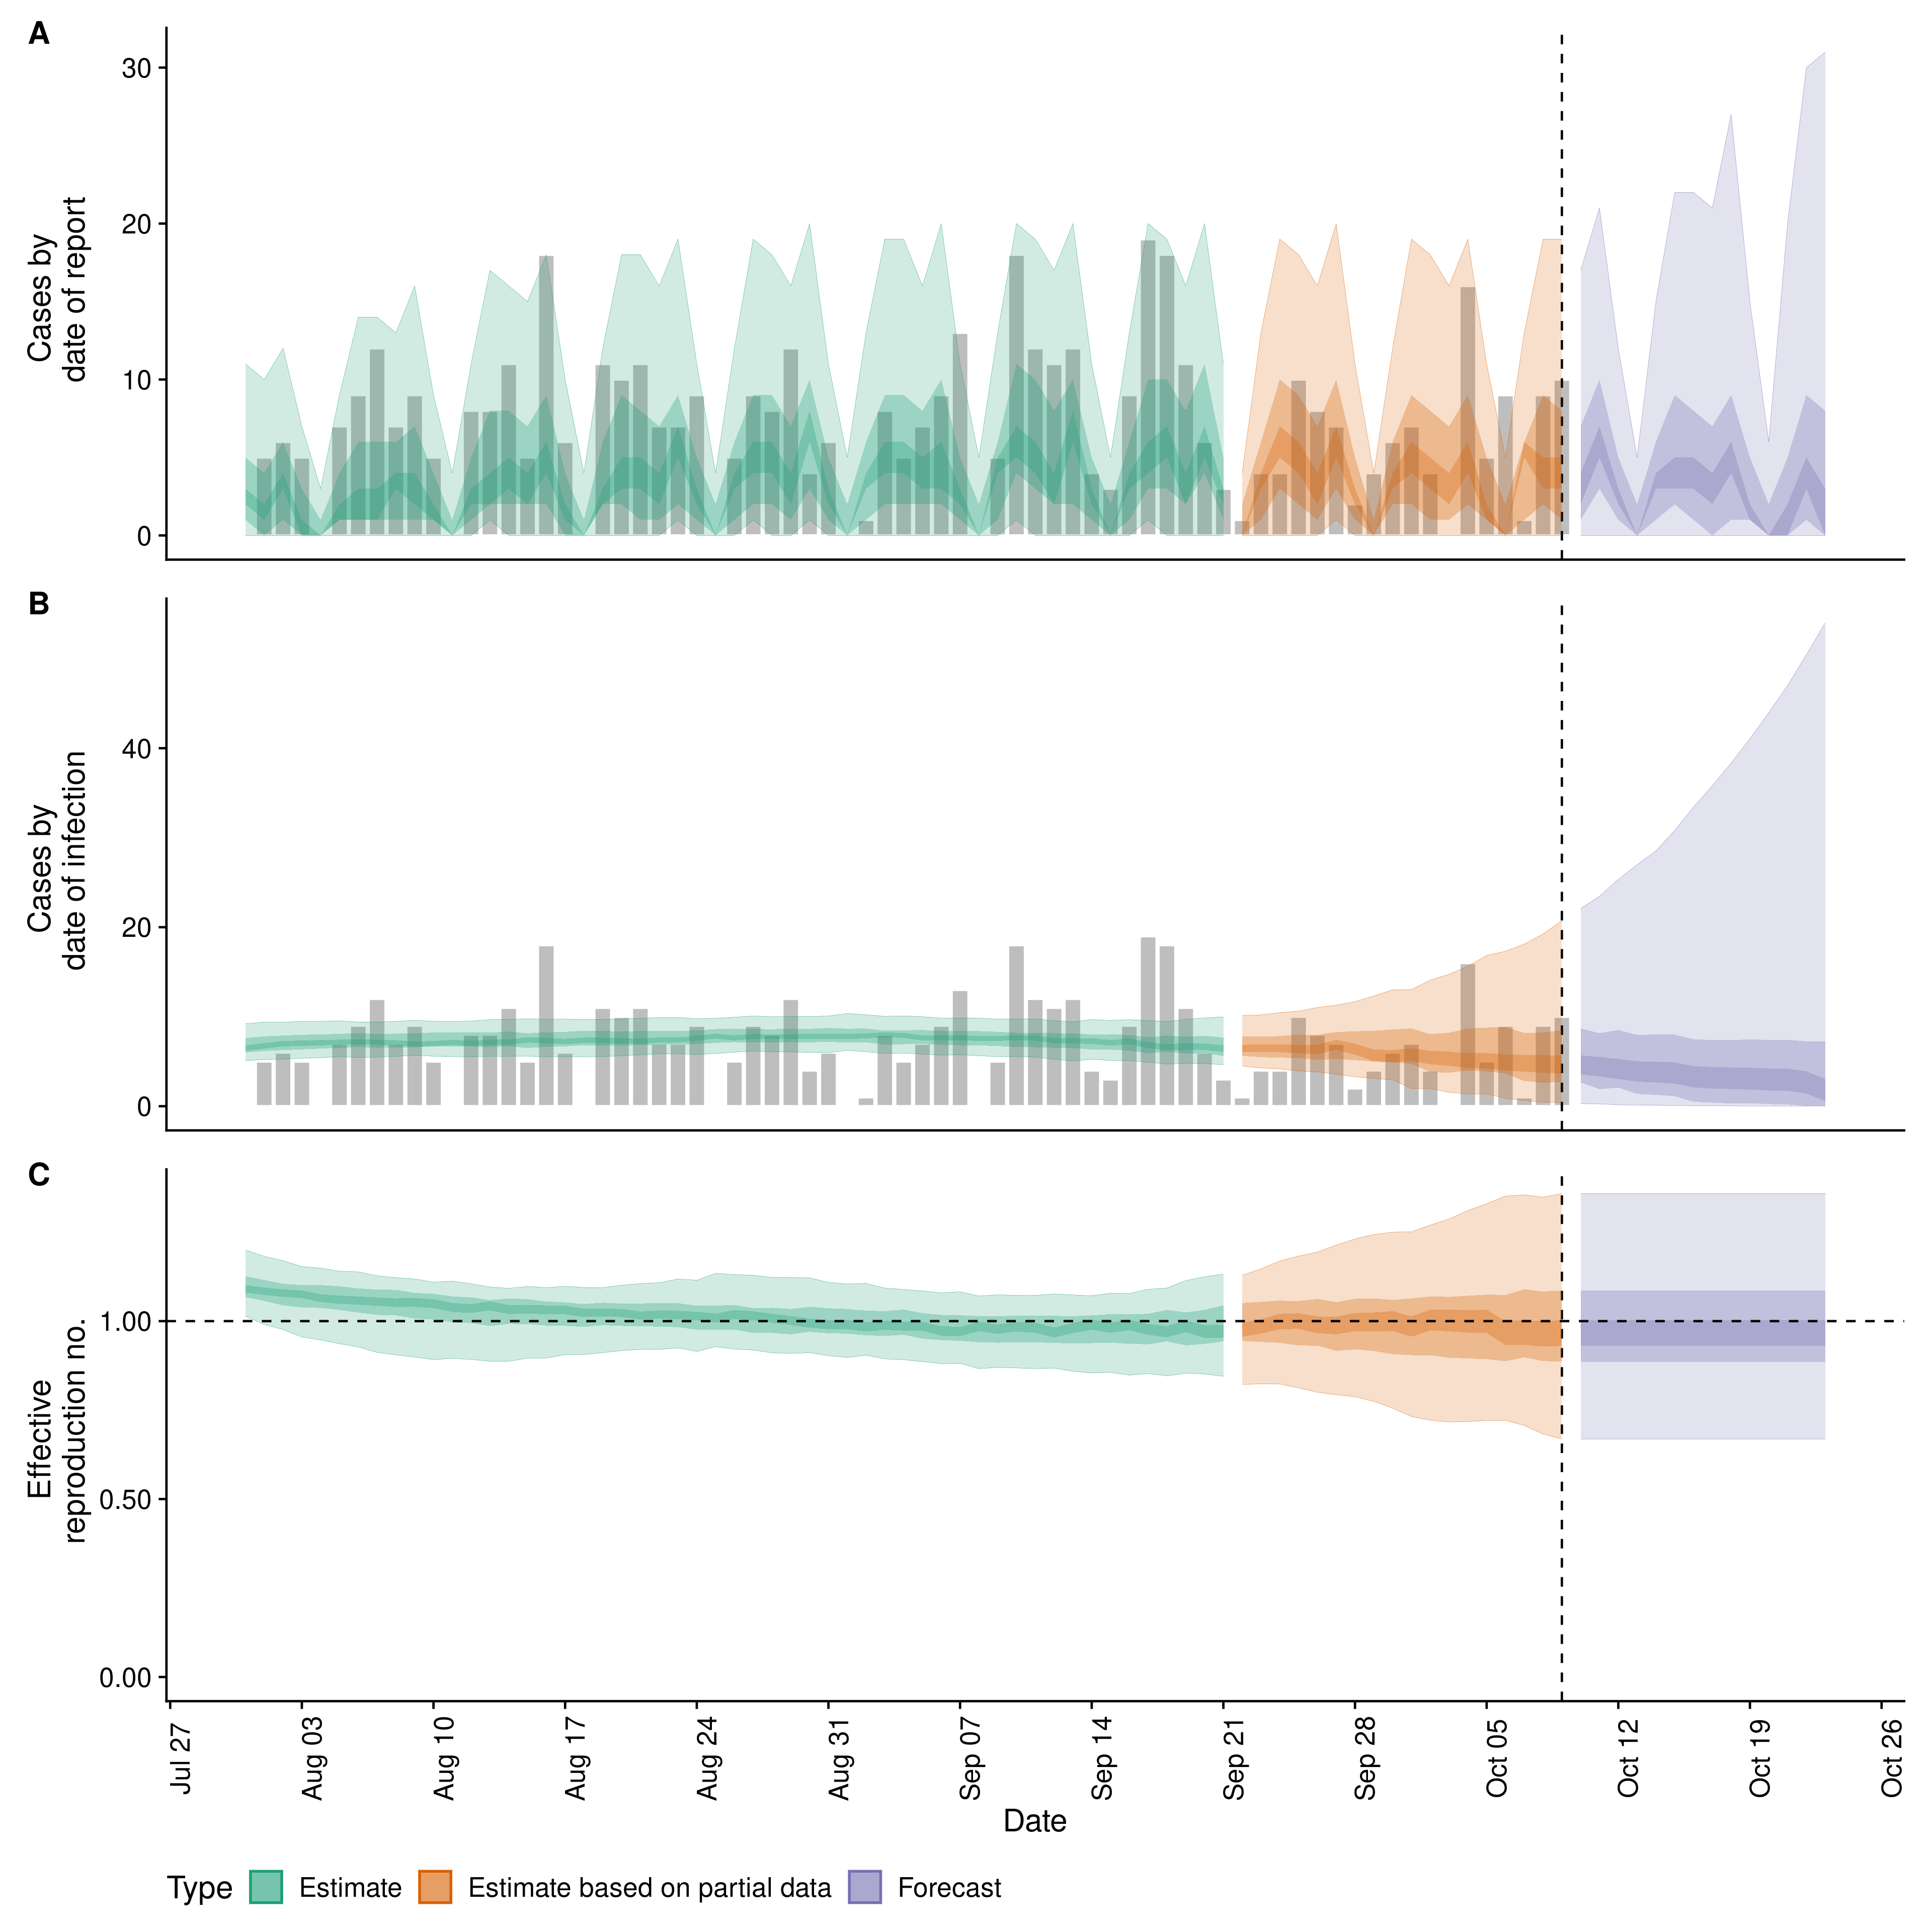 A
30
20
10
0
Cases by
date of report
B
40
20
0
Cases by
date of infection
C
1.00
0.50
0.00
Effective
reproduction no.
Jul 27
Aug 03
Aug 10
Aug 17
Aug 24
Aug 31
Sep 07
Sep 14
Sep 21
Sep 28
Oct 05
Oct 12
Oct 19
Oct 26
Date
Type Estimate Estimate based on partial data Forecast